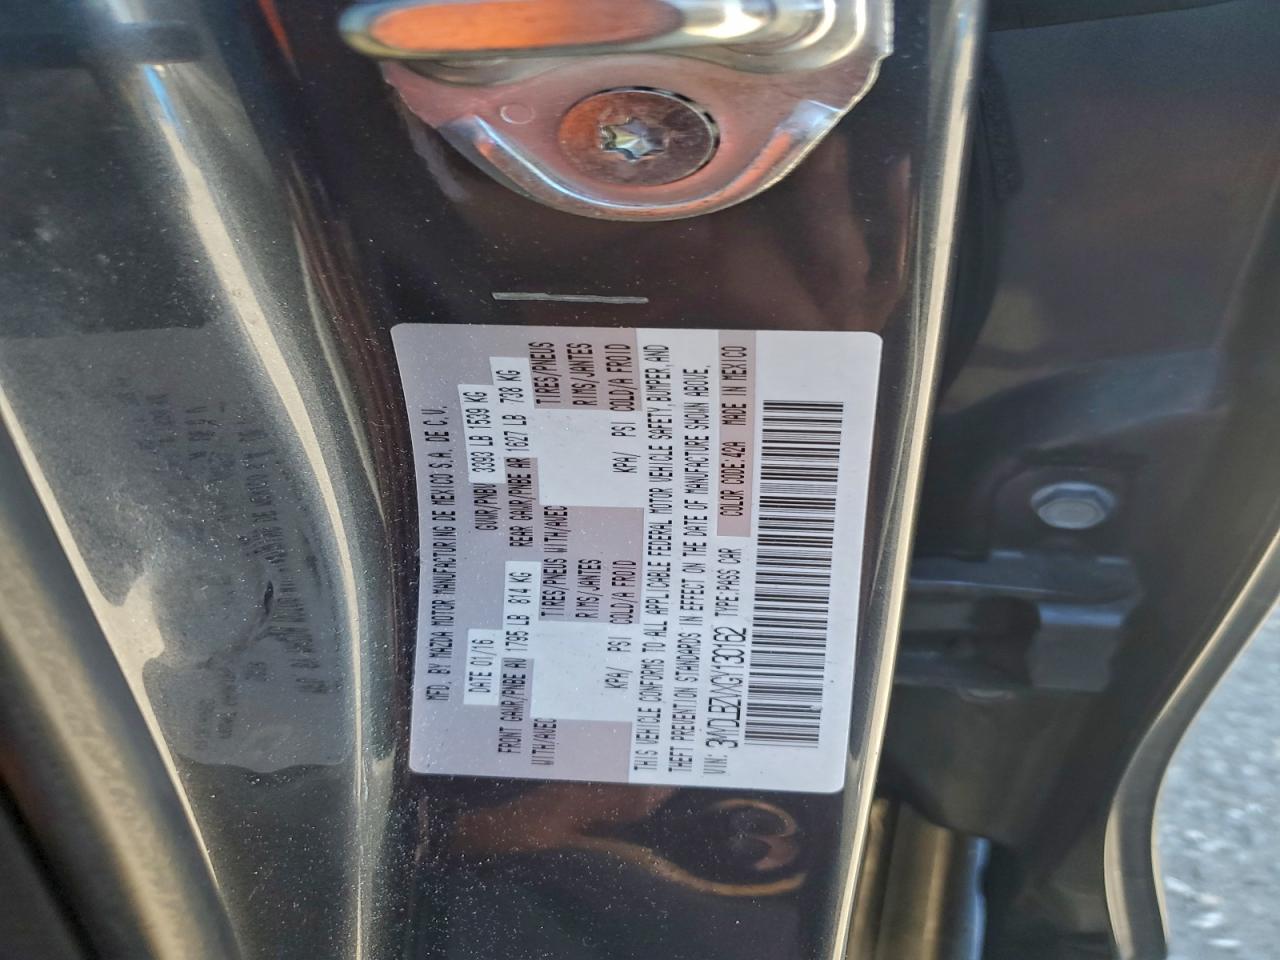 MFD. BY MAZDA MOTOR MANUFACTURING DE MEXICO S.A. DE C.V.
DATE 01/16 GVWR/PNBV 3393 LB 1539 KG
FRONT GAWR/PNBE AV 1795 LB 814 KG REAR GAWR/PNBE AR 1627 LB 738 KG
WITH/AVEC TIRES/PNEUS WITH/AVEC TIRES/PNEUS
RIMS/JANTES RIMS/JANTES
KPA/ PSI COLD/A FROID KPA/ PSI COLD/A FROID
THIS VEHICLE CONFORMS TO ALL APPLICABLE FEDERAL MOTOR VEHICLE SAFETY, BUMPER, AND
THEFT PREVENTION STANDARDS IN EFFECT ON THE DATE OF MANUFACTURE SHOWN ABOVE.
VIN: 3MYDLBZVXGY130162 TYPE:PASS CAR COLOR CODE:42A MADE IN MEXICO